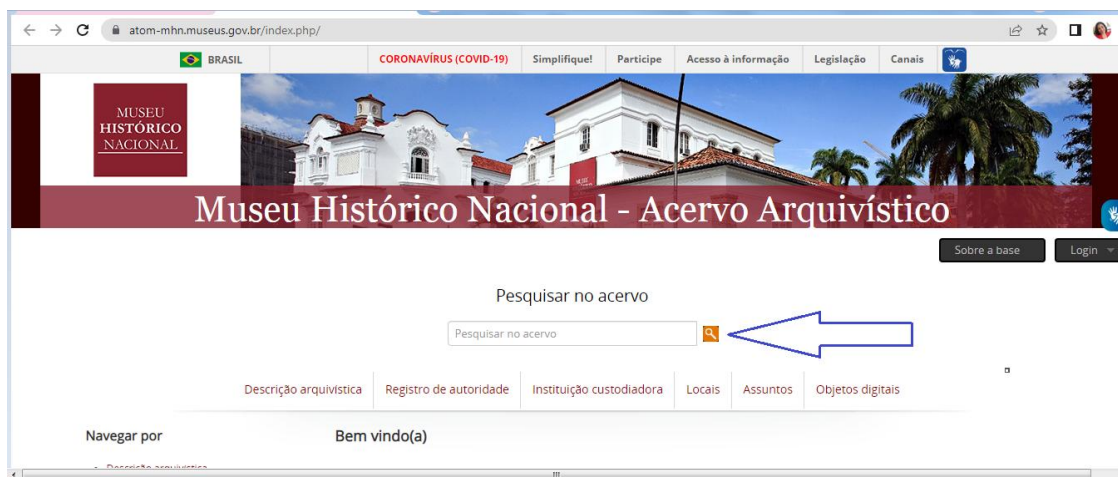 atom-mhn.museus.gov.br/index.php/
BRASIL CORONAVÍRUS (COVID-19) Simplifique! Participe Acesso à informação Legislação Canais
MUSEU
HISTÓRICO
NACIONAL
Museu Histórico Nacional - Acervo Arquivístico
Sobre a base Login
Pesquisar no acervo
Pesquisar no acervo
Descrição arquivística Registro de autoridade Instituição custodiadora Locais Assuntos Objetos digitais
Navegar por Bem vindo(a)
Descrição arquivística